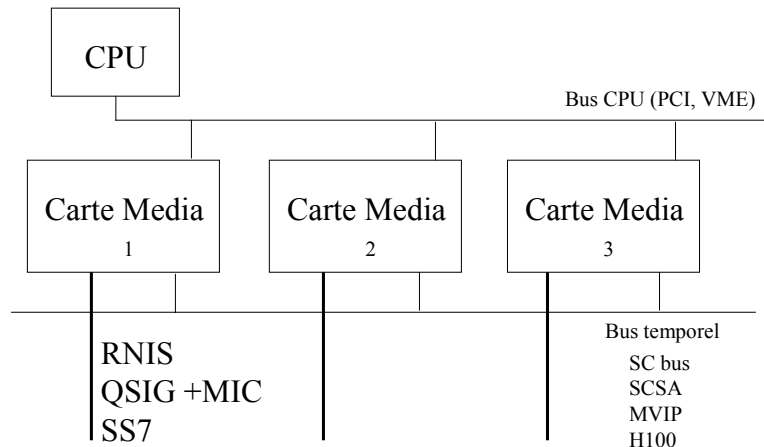 CPU
Bus CPU (PCI, VME)
Carte Media
1
Carte Media
2
Carte Media
3
Bus temporel
RNIS
QSIG +MIC
SS7
SC bus
SCSA
MVIP
H100